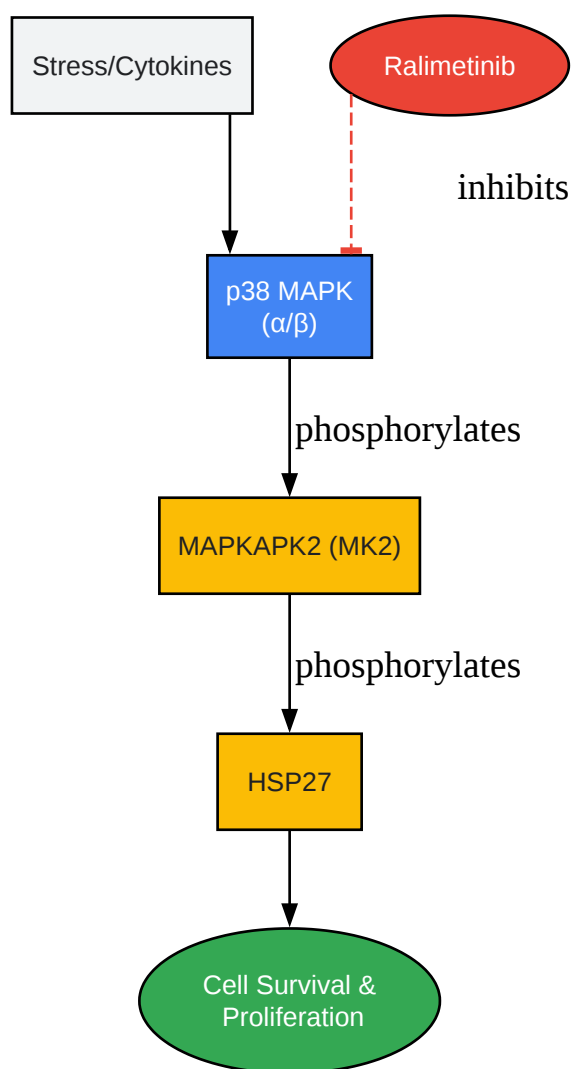 Stress/Cytokines
Ralimetinib
inhibits
p38 MAPK
(α/β)
phosphorylates
MAPKAPK2 (MK2)
phosphorylates
HSP27
Cell Survival &
Proliferation